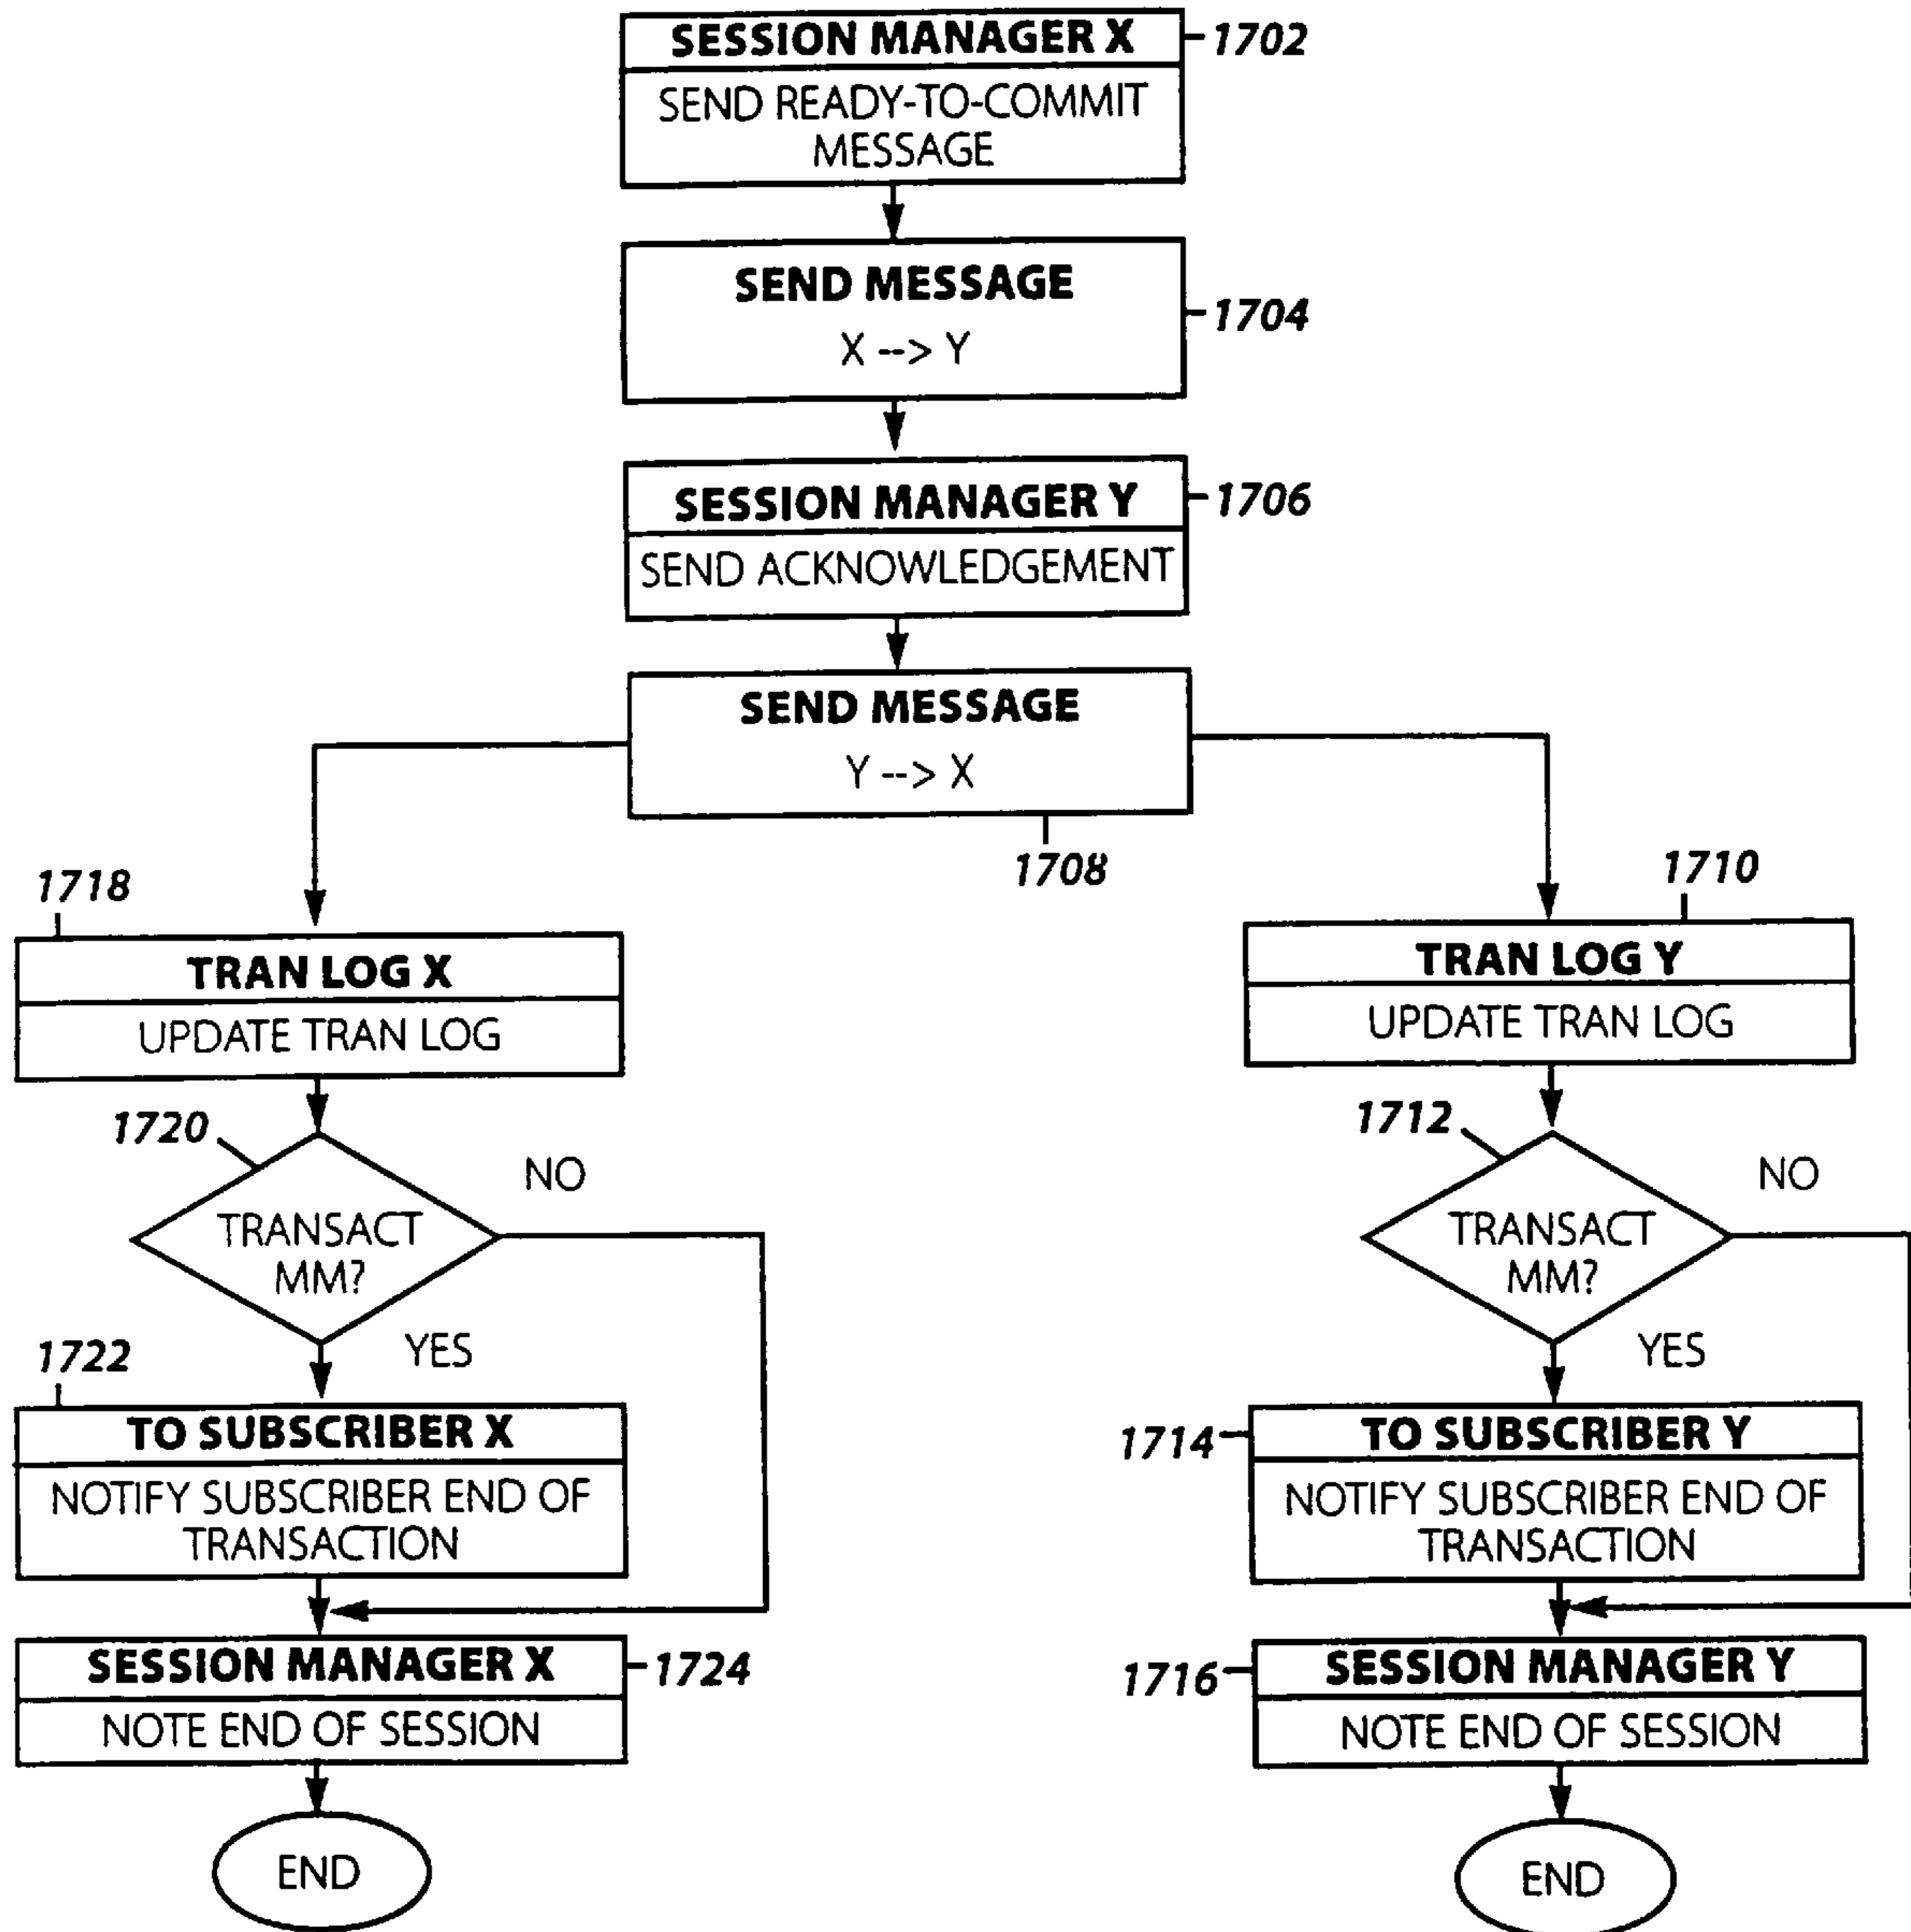 SESSION MANAGER X
1702
SEND READY-TO-COMMIT
MESSAGE
SEND MESSAGE
1704
X --> Y
SESSION MANAGER Y
1706
SEND ACKNOWLEDGEMENT
SEND MESSAGE
Y --> X
1708
1718
TRAN LOG X
UPDATE TRAN LOG
1720
NO
TRANSACT
MM?
YES
1722
TO SUBSCRIBER X
NOTIFY SUBSCRIBER END OF
TRANSACTION
SESSION MANAGER X
1724
NOTE END OF SESSION
END
1710
TRAN LOG Y
UPDATE TRAN LOG
1712
NO
TRANSACT
MM?
YES
1714
TO SUBSCRIBER Y
NOTIFY SUBSCRIBER END OF
TRANSACTION
1716
SESSION MANAGER Y
NOTE END OF SESSION
END